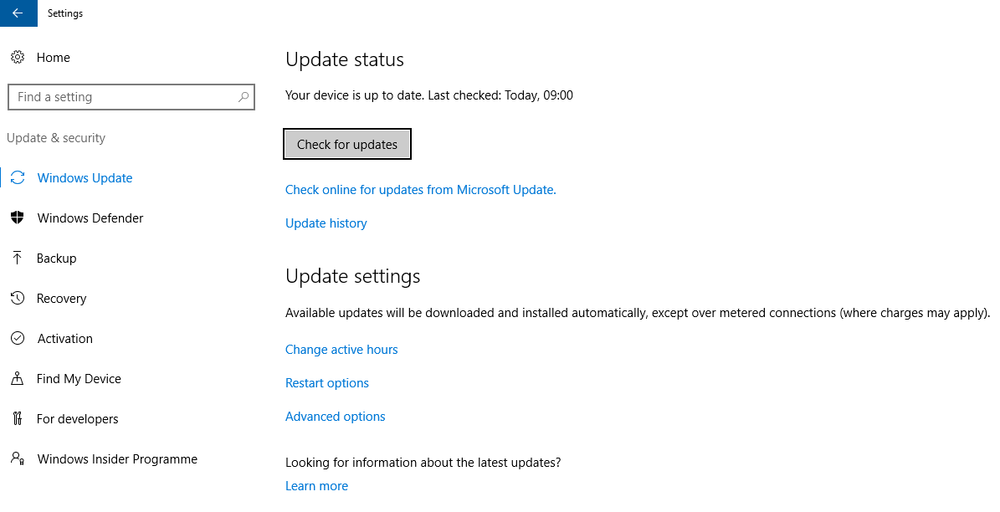 Settings
Home
Find a setting
Update & security
Windows Update
Windows Defender
Backup
Recovery
Activation
Find My Device
For developers
Windows Insider Programme
Update status
Your device is up to date. Last checked: Today, 09:00
Check for updates
Check online for updates from Microsoft Update.
Update history
Update settings
Available updates will be downloaded and installed automatically, except over metered connections (where charges may apply).
Change active hours
Restart options
Advanced options
Looking for information about the latest updates?
Learn more